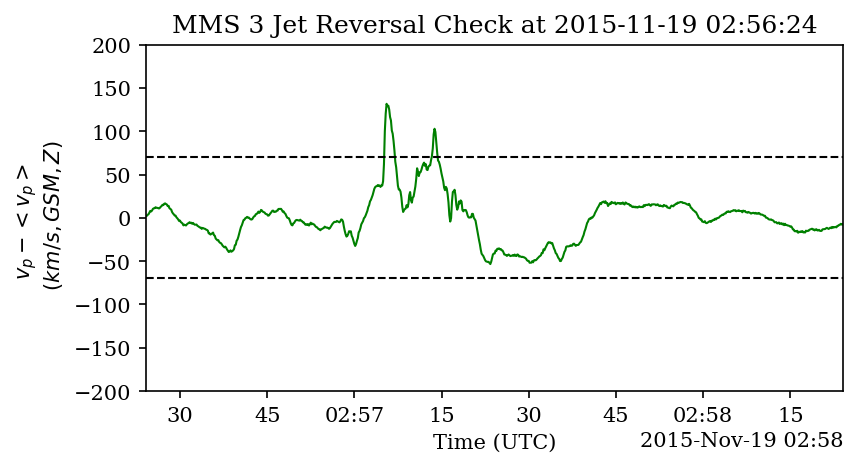 MMS 3 Jet Reversal Check at 2015-11-19 02:56:24
200
150
100
50
0
−50
−100
−150
−200
v_p − < v_p >
(km/s, GSM, Z)
30 45 02:57 15 30 45 02:58 15
Time (UTC)
2015-Nov-19 02:58